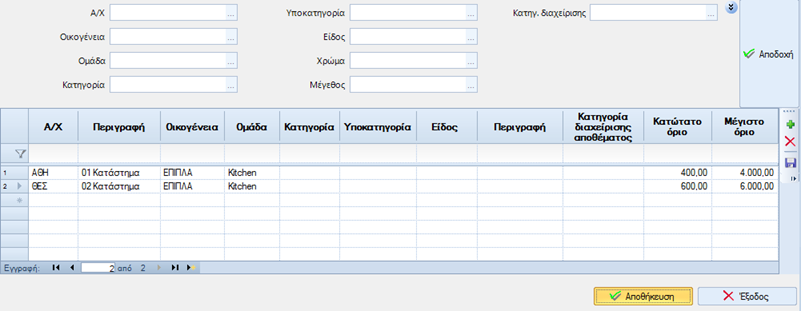 Α/Χ ... Υποκατηγορία ... Κατηγ. διαχείρισης ...
Οικογένεια ... Είδος ...
Ομάδα ... Χρώμα ...
Κατηγορία ... Μέγεθος ...
Αποδοχή
Α/Χ Περιγραφή Οικογένεια Ομάδα Κατηγορία Υποκατηγορία Είδος Περιγραφή Κατηγορία διαχείρισης αποθέματος Κατώτατο όριο Μέγιστο όριο
1 ΑΘΗ 01 Κατάστημα ΕΠΙΠΛΑ Kitchen 400,00 4.000,00
2 ΘΕΣ 02 Κατάστημα ΕΠΙΠΛΑ Kitchen 600,00 6.000,00
Εγγραφή: 2 από 2
Αποθήκευση Έξοδος